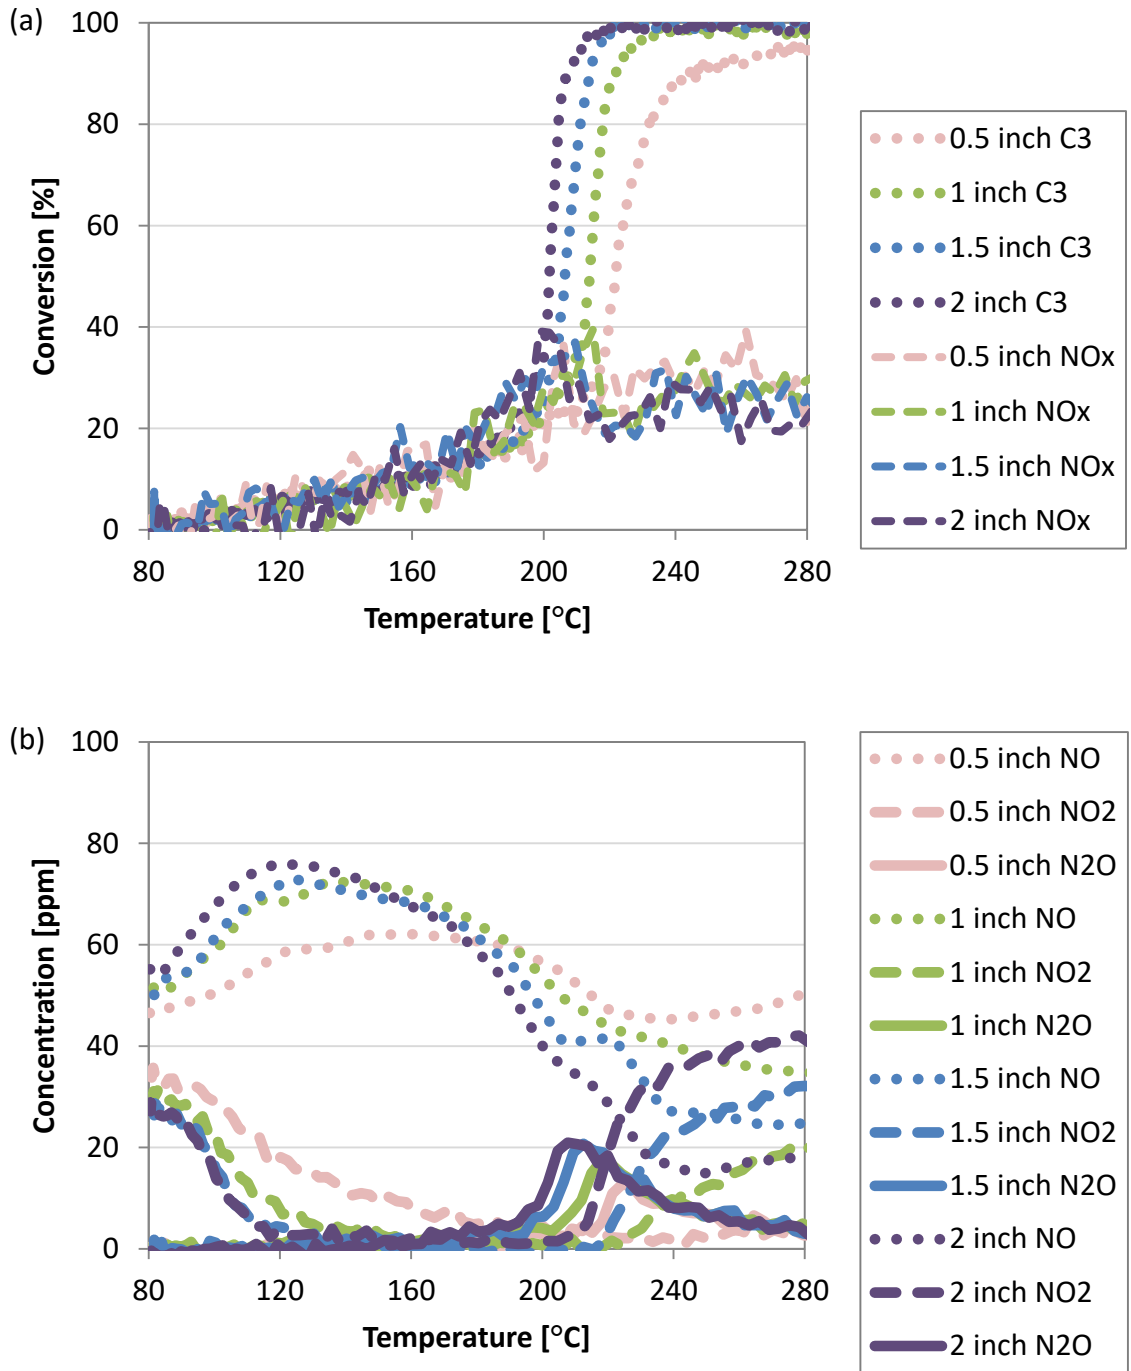 (a)
100
80
60
40
20
0
Conversion [%]
80 120 160 200 240 280
Temperature [°C]
0.5 inch C3
1 inch C3
1.5 inch C3
2 inch C3
0.5 inch NOx
1 inch NOx
1.5 inch NOx
2 inch NOx
(b)
100
80
60
40
20
0
Concentration [ppm]
80 120 160 200 240 280
Temperature [°C]
0.5 inch NO
0.5 inch NO2
0.5 inch N2O
1 inch NO
1 inch NO2
1 inch N2O
1.5 inch NO
1.5 inch NO2
1.5 inch N2O
2 inch NO
2 inch NO2
2 inch N2O